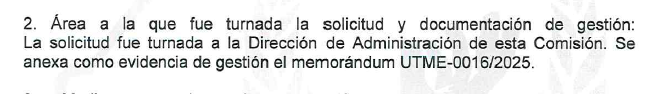 2. Área a la que fue turnada la solicitud y documentación de gestión:
La solicitud fue turnada a la Dirección de Administración de esta Comisión. Se
anexa como evidencia de gestión el memorándum UTME-0016/2025.